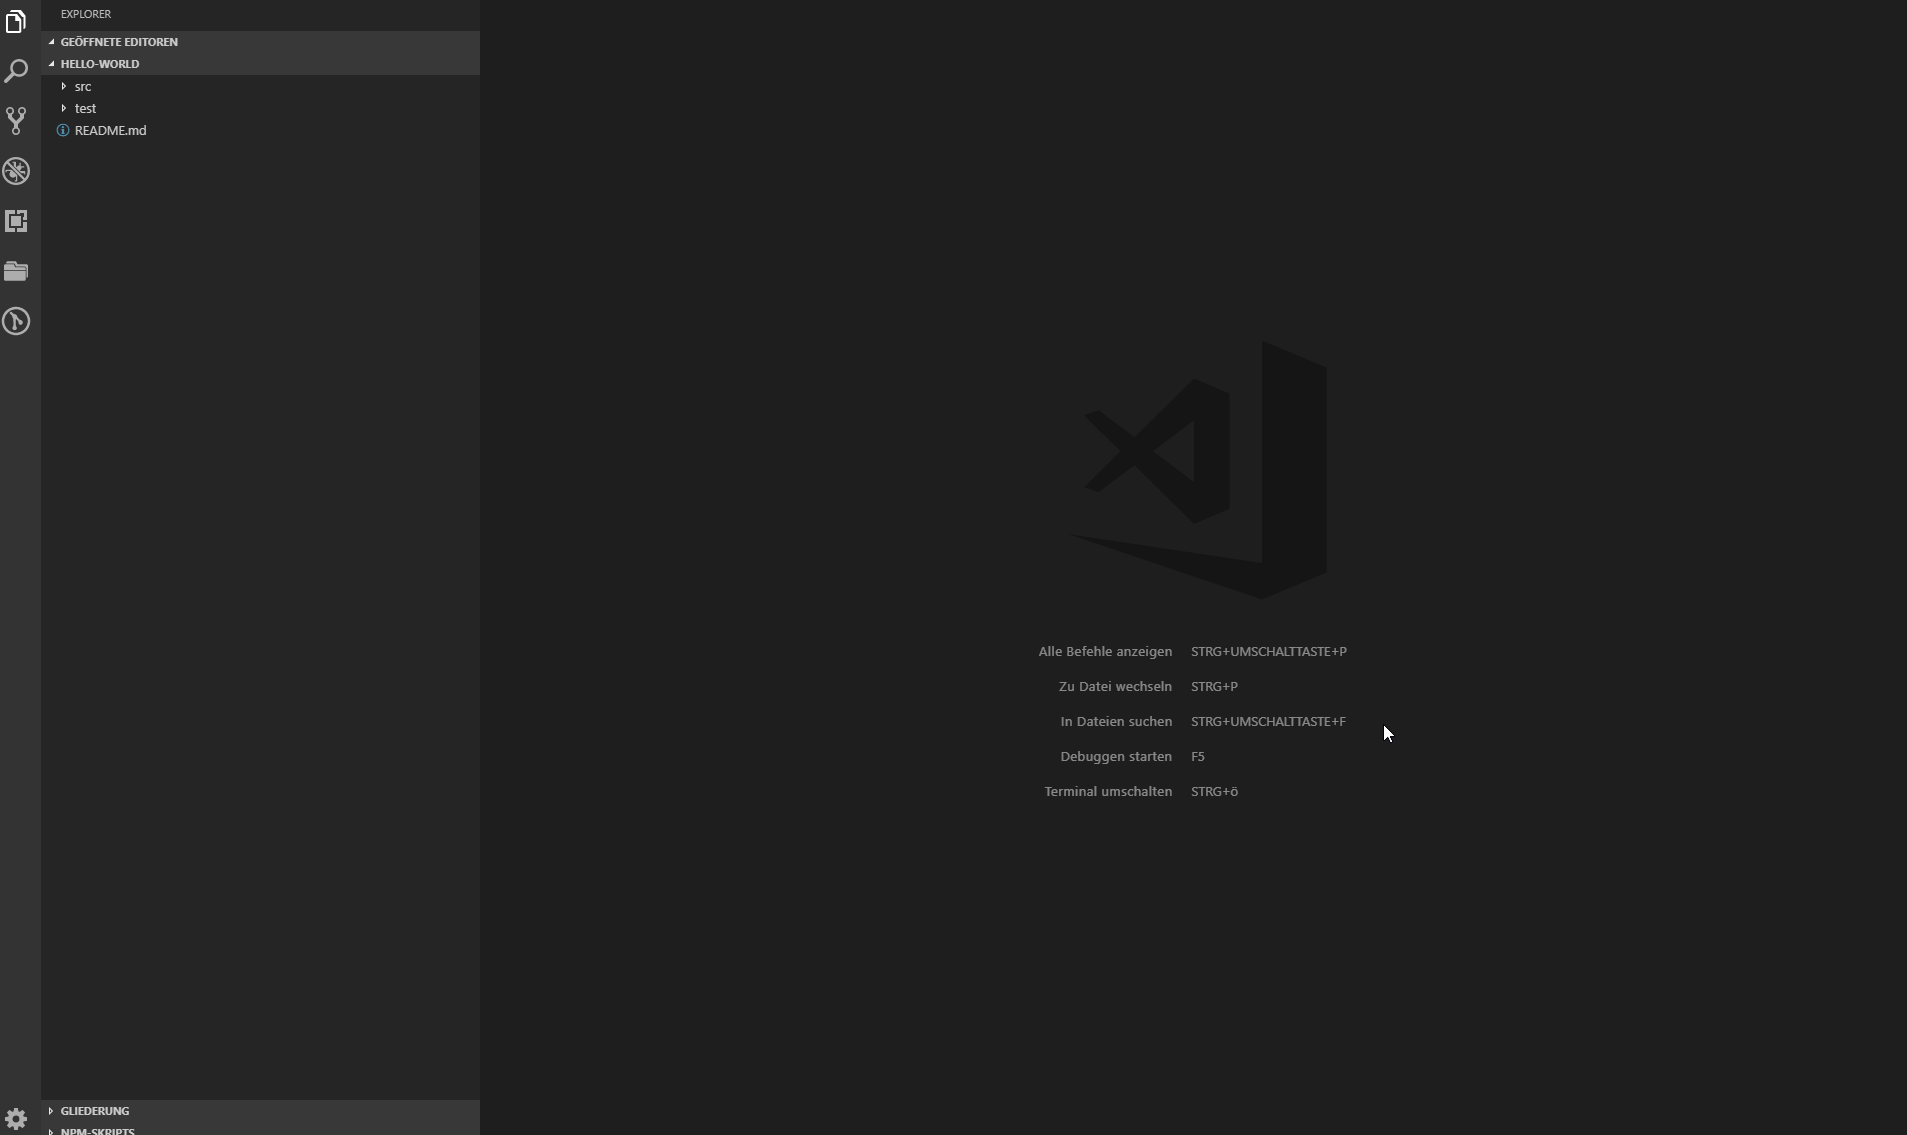 EXPLORER
GEÖFFNETE EDITOREN
HELLO-WORLD
src
test
README.md
Alle Befehle anzeigen STRG+UMSCHALTTASTE+P
Zu Datei wechseln STRG+P
In Dateien suchen STRG+UMSCHALTTASTE+F
Debuggen starten F5
Terminal umschalten STRG+ö
GLIEDERUNG
NPM-SKRIPTS